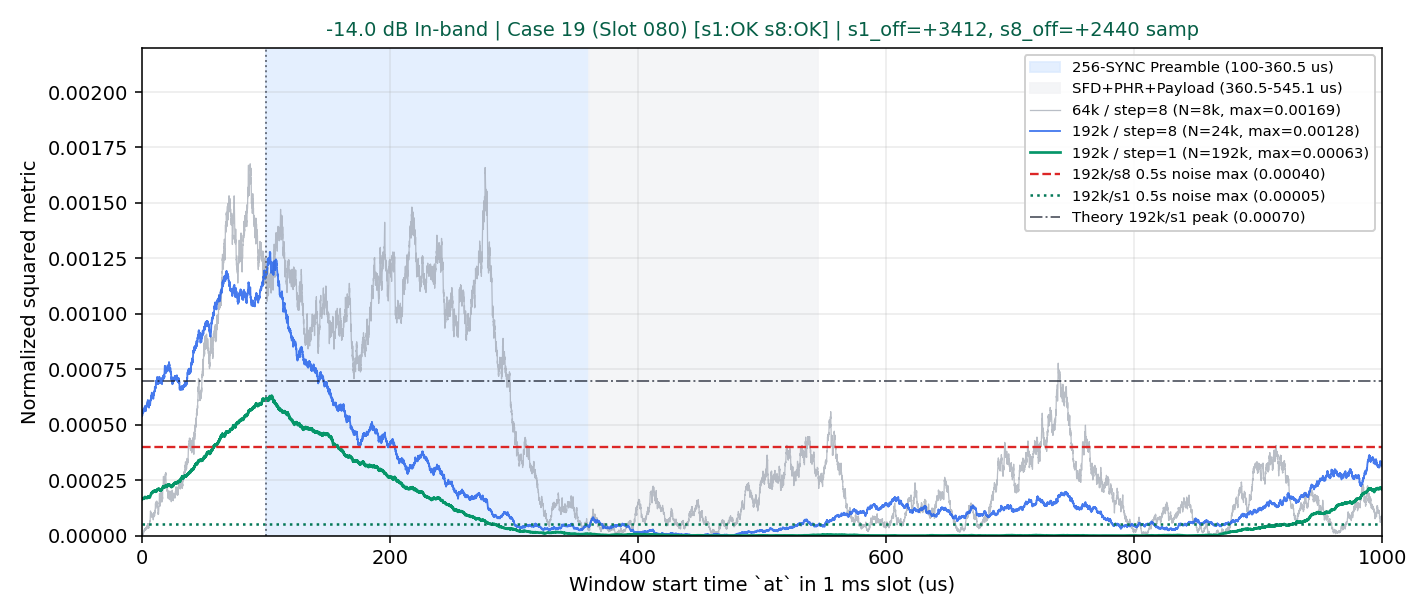 -14.0 dB In-band | Case 19 (Slot 080) [s1:OK s8:OK] | s1_off=+3412, s8_off=+2440 samp
256-SYNC Preamble (100-360.5 us)
SFD+PHR+Payload (360.5-545.1 us)
64k / step=8 (N=8k, max=0.00169)
192k / step=8 (N=24k, max=0.00128)
192k / step=1 (N=192k, max=0.00063)
192k/s8 0.5s noise max (0.00040)
192k/s1 0.5s noise max (0.00005)
Theory 192k/s1 peak (0.00070)
Normalized squared metric
0.00200
0.00175
0.00150
0.00125
0.00100
0.00075
0.00050
0.00025
0.00000
0 200 400 600 800 1000
Window start time `at` in 1 ms slot (us)